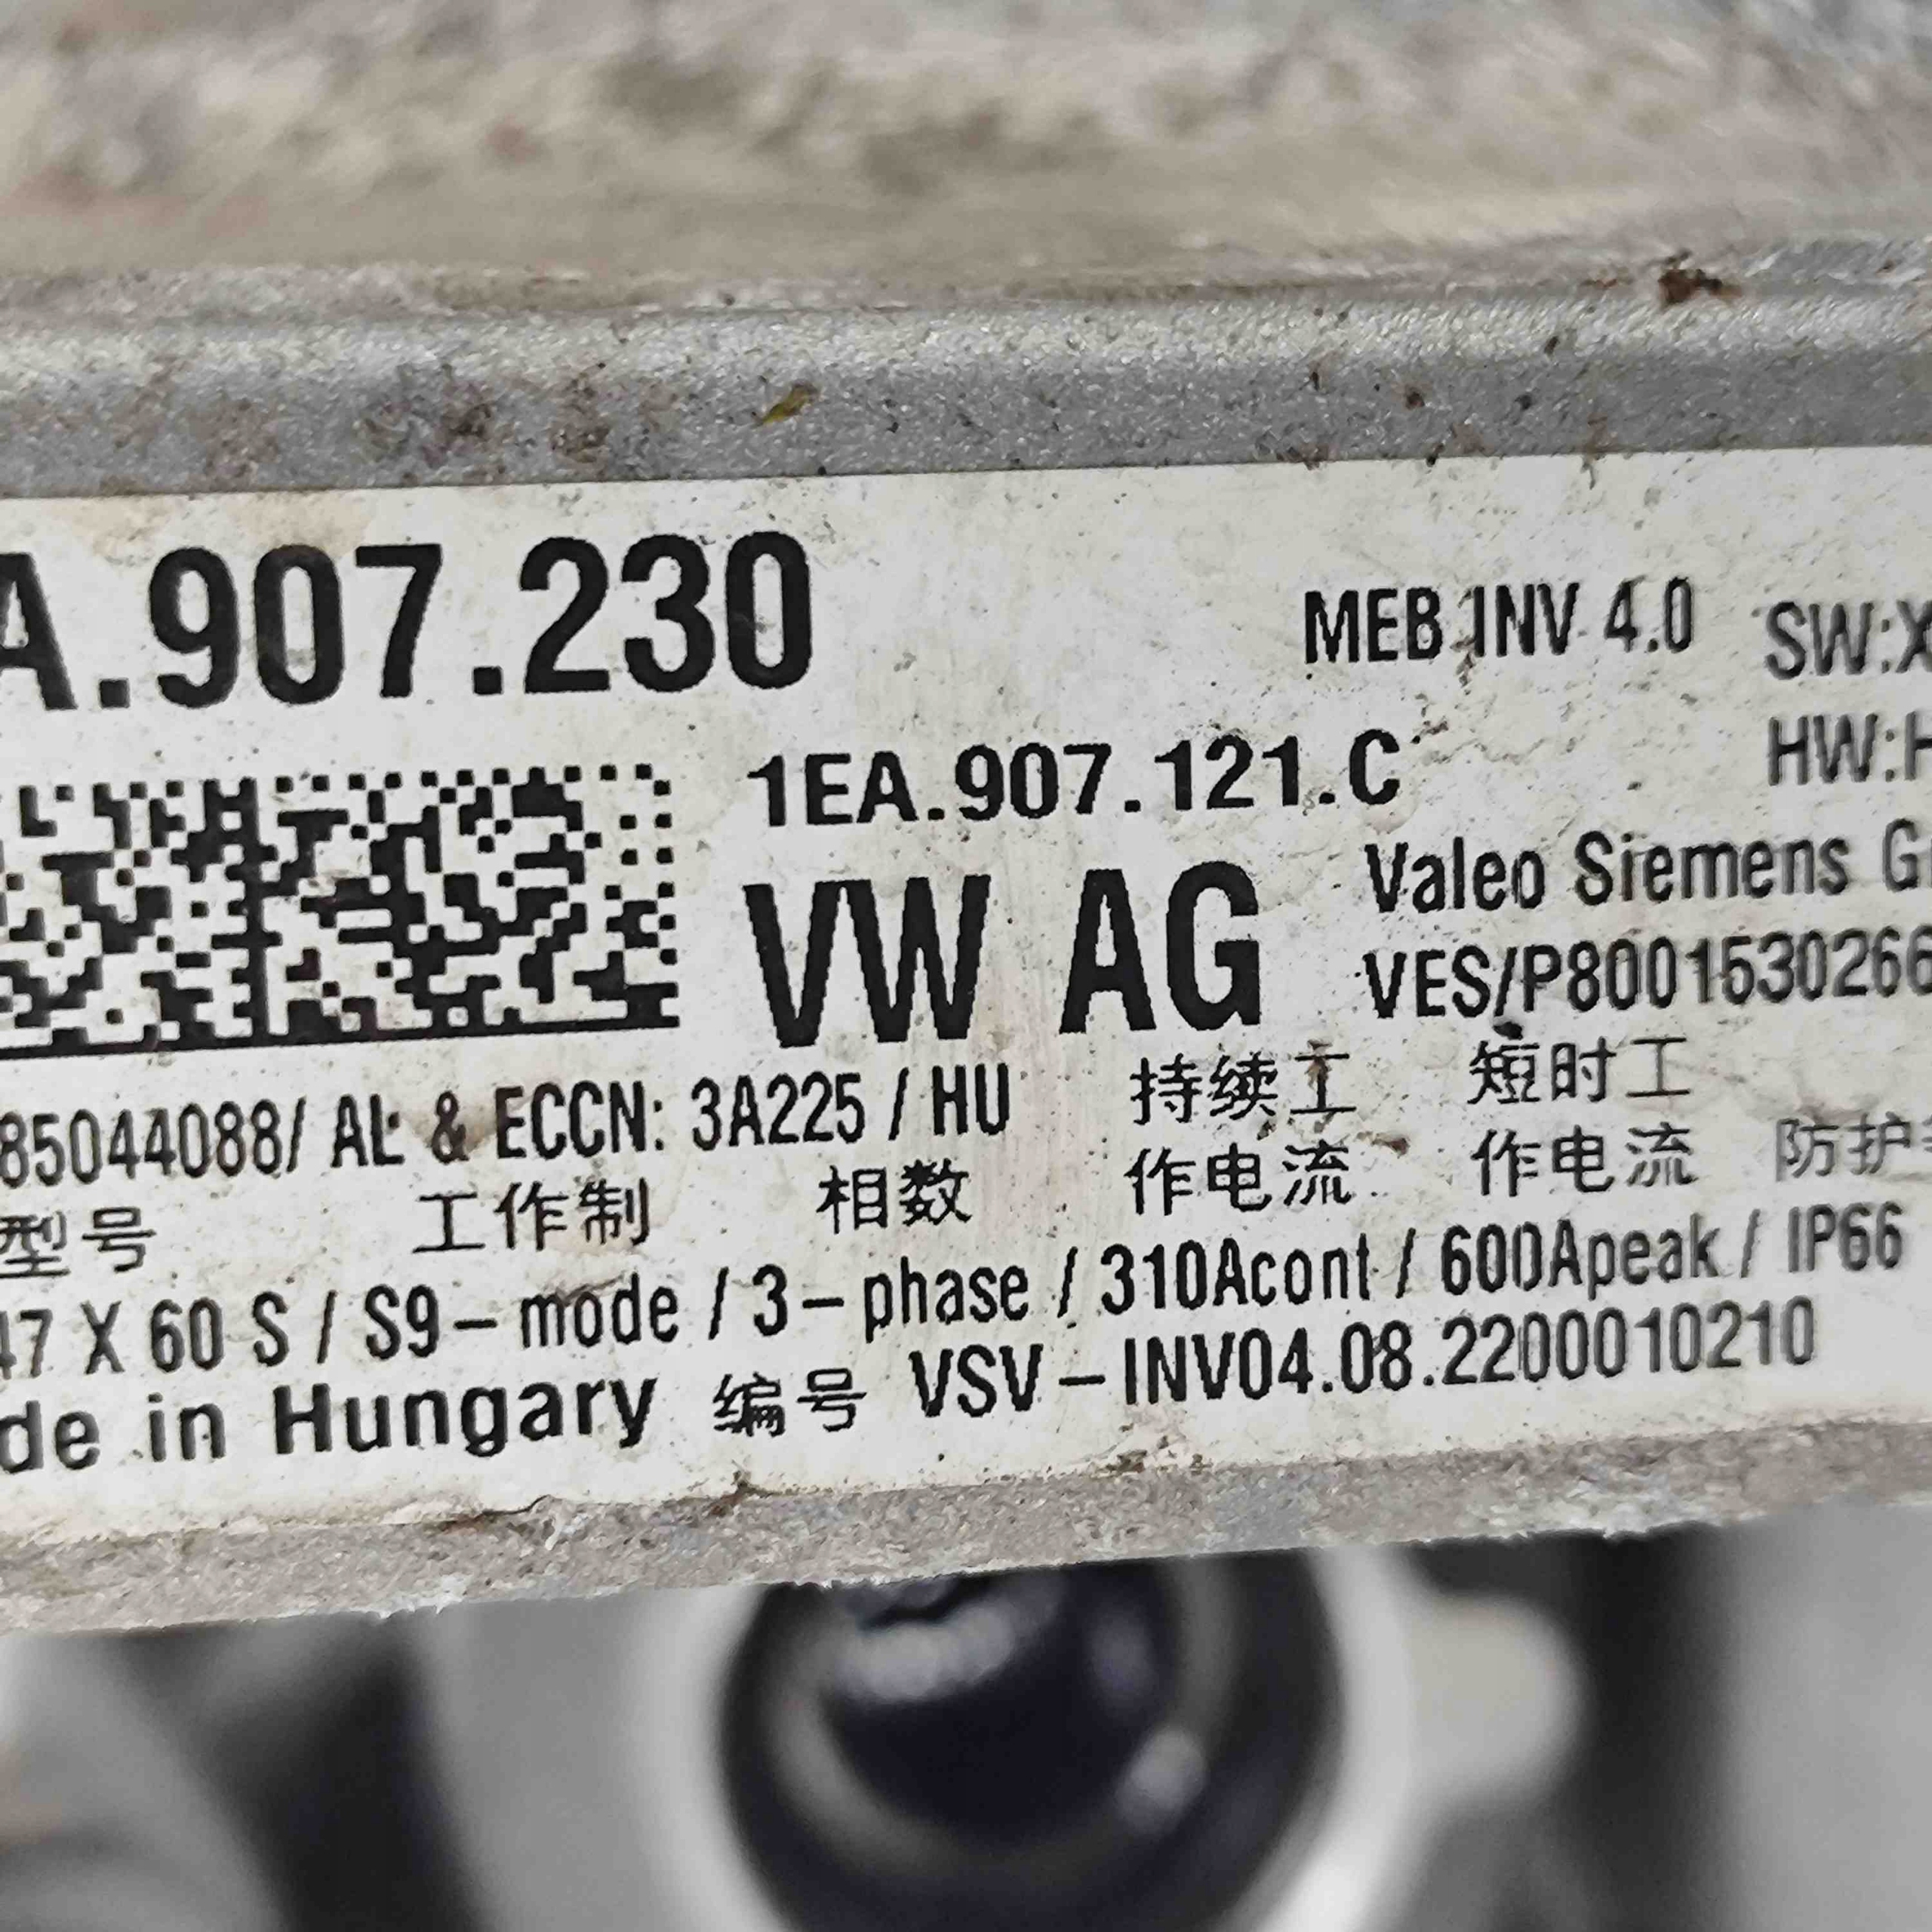 A.907.230
MEB INV 4.0
SW:X
1EA.907.121.C
HW:H
VW AG
Valeo Siemens
VES/P8001530266
85044088/ AL & ECCN: 3A225 / HU
持续工
短时工
型号
工作制
相数
作电流
作电流
防护
47 X 60 S / S9-mode / 3-phase / 310Acont / 600Apeak / IP66
de in Hungary 编号 VSV-INV04.08.2200010210